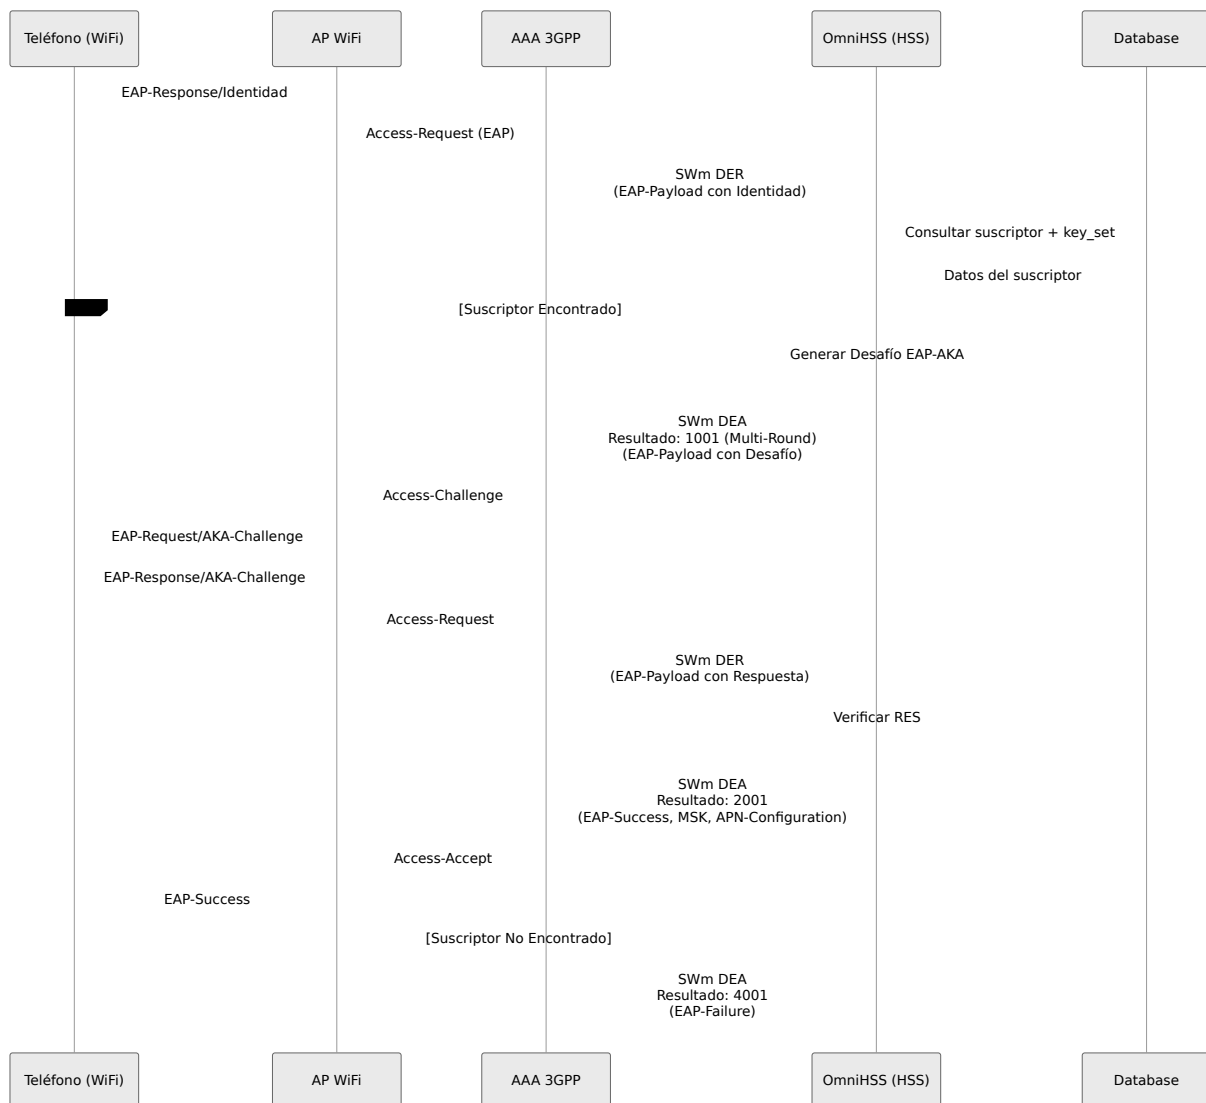 Teléfono (WiFi)
AP WiFi
AAA 3GPP
OmniHSS (HSS)
Database
EAP-Response/Identidad
Access-Request (EAP)
SWm DER
(EAP-Payload con Identidad)
Consultar suscriptor + key_set
Datos del suscriptor
[Suscriptor Encontrado]
Generar Desafío EAP-AKA
SWm DEA
Resultado: 1001 (Multi-Round)
(EAP-Payload con Desafío)
Access-Challenge
EAP-Request/AKA-Challenge
EAP-Response/AKA-Challenge
Access-Request
SWm DER
(EAP-Payload con Respuesta)
Verificar RES
SWm DEA
Resultado: 2001
(EAP-Success, MSK, APN-Configuration)
Access-Accept
EAP-Success
[Suscriptor No Encontrado]
SWm DEA
Resultado: 4001
(EAP-Failure)
Teléfono (WiFi)
AP WiFi
AAA 3GPP
OmniHSS (HSS)
Database